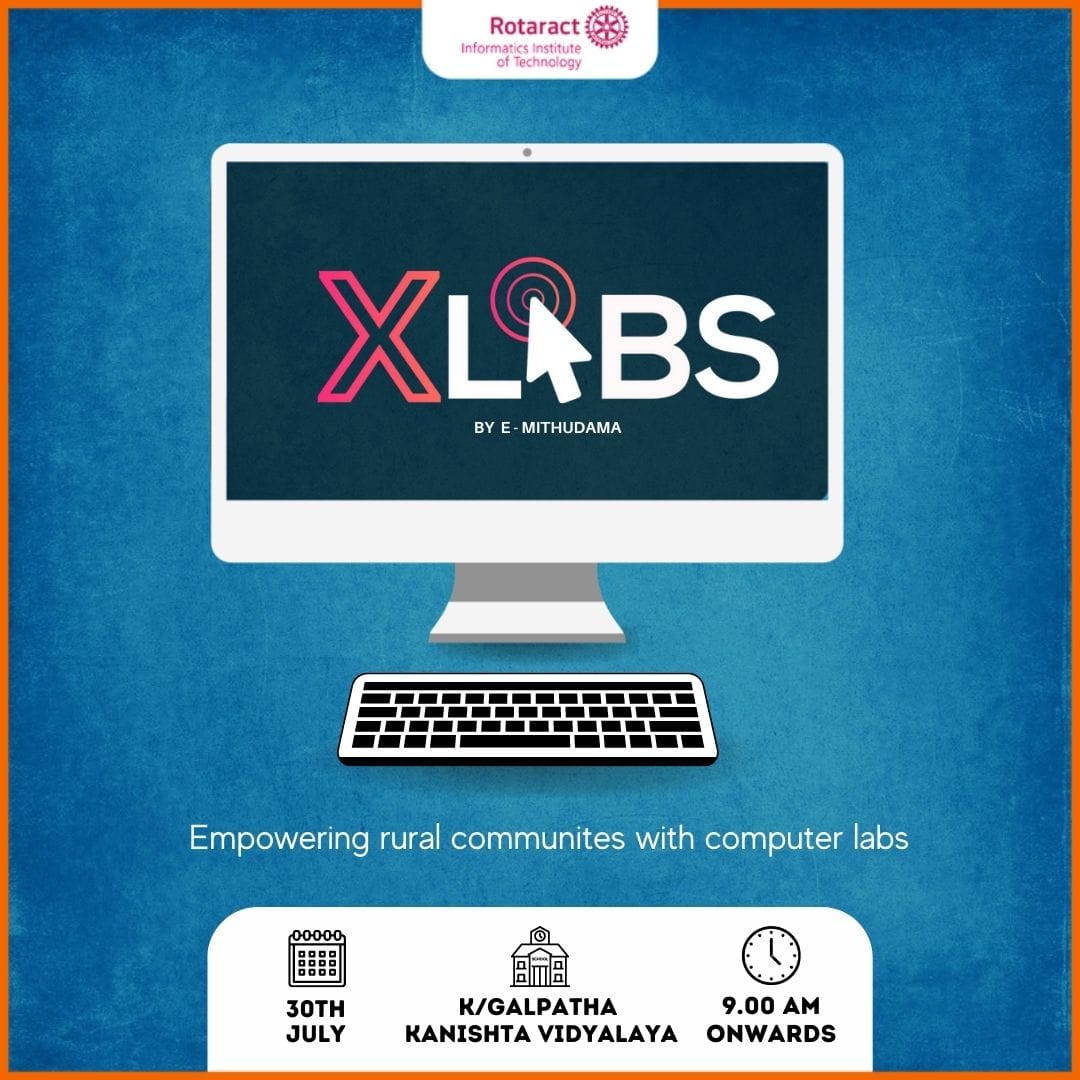 Rotaract
Informatics Institute
of Technology
XLABS
BY E - MITHUDAMA
Empowering rural communites with computer labs
SCHOOL
30TH
JULY
K/GALPATHA
KANISHTA VIDYALAYA
9.00 AM
ONWARDS